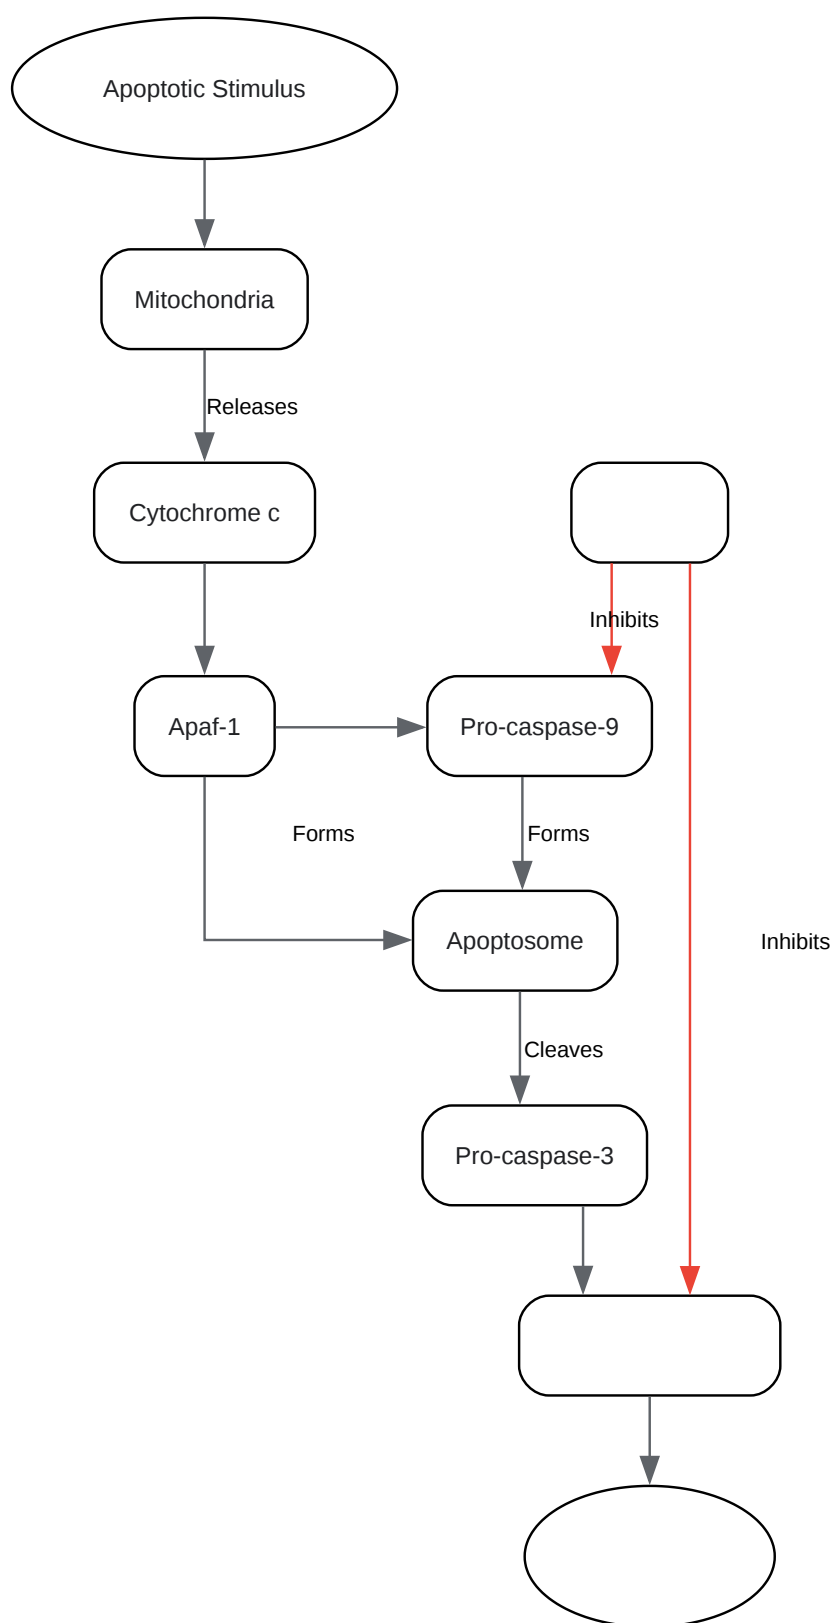 Apoptotic Stimulus
Mitochondria
Releases
Cytochrome c
Inhibits
Apaf-1
Pro-caspase-9
Forms
Forms
Apoptosome
Inhibits
Cleaves
Pro-caspase-3